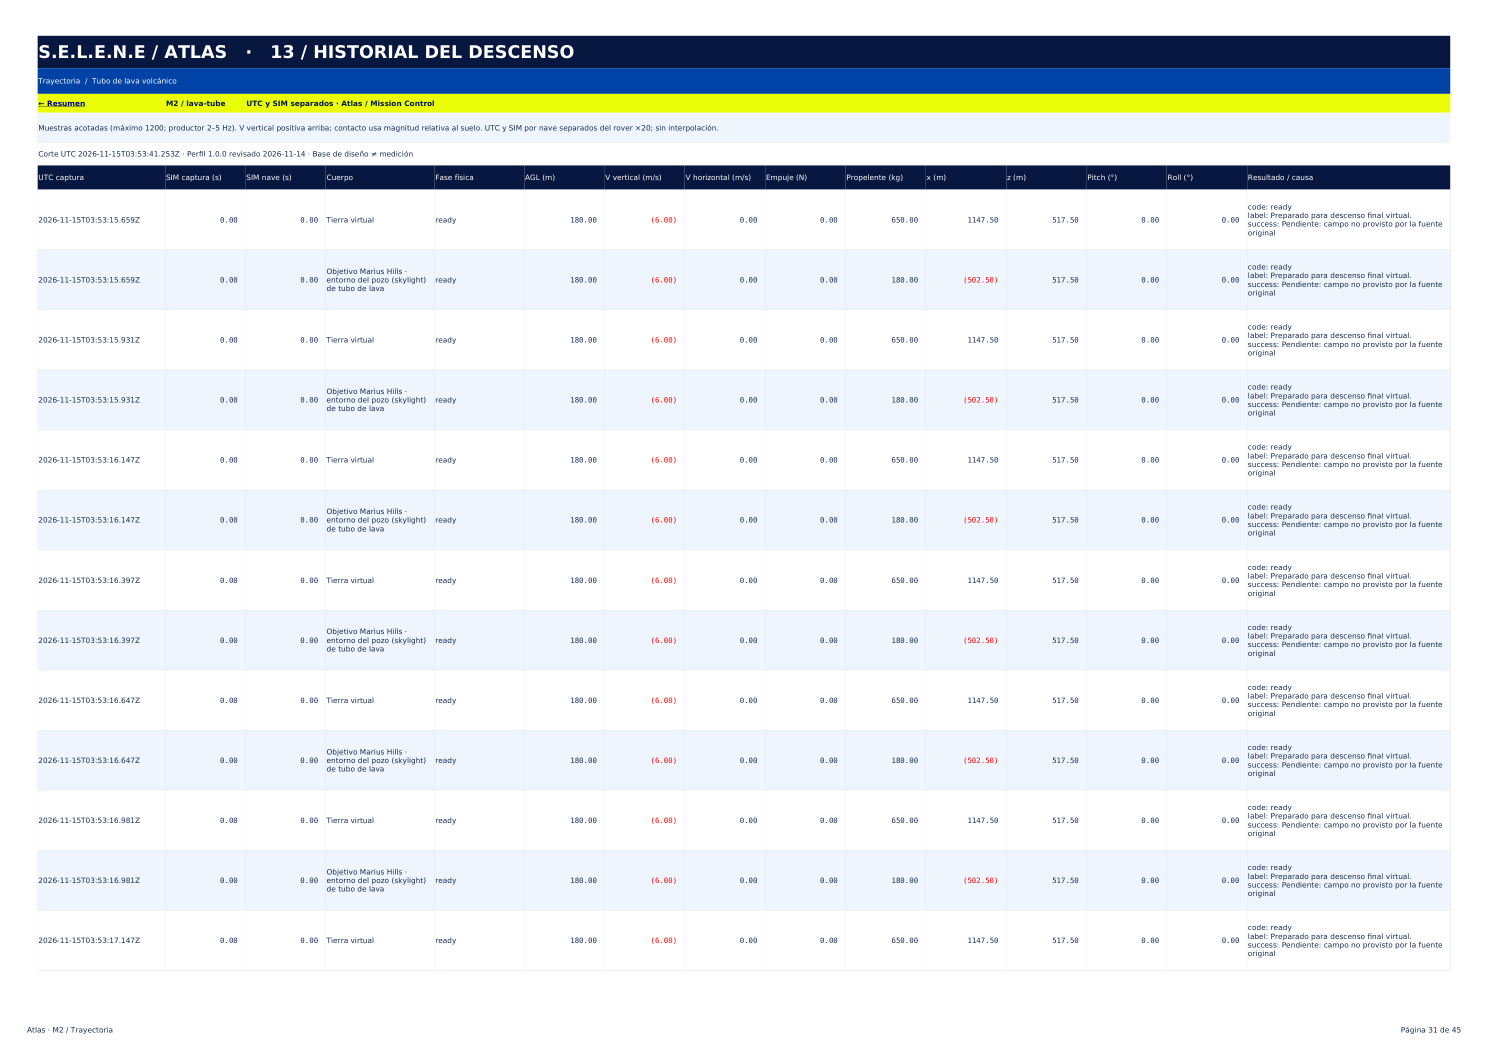 S.E.L.E.N.E / ATLAS · 13 / HISTORIAL DEL DESCENSO
Trayectoria / Tubo de lava volcánico
← Resumen M2 / lava-tube UTC y SIM separados · Atlas / Mission Control
Muestras acotadas (máximo 1200; productor 2–5 Hz). V vertical positiva arriba; contacto usa magnitud relativa al suelo. UTC y SIM por nave separados del rover ×20; sin interpolación.
Corte UTC 2026-11-15T03:53:41.253Z · Perfil 1.0.0 revisado 2026-11-14 · Base de diseño ≠ medición
UTC captura SIM captura (s) SIM nave (s) Cuerpo Fase física AGL (m) V vertical (m/s) V horizontal (m/s) Empuje (N) Propelente (kg) x (m) z (m) Pitch (°) Roll (°) Resultado / causa
2026-11-15T03:53:15.659Z 0.00 0.00 Tierra virtual ready 180.00 (6.00) 0.00 0.00 650.00 1147.50 517.50 0.00 0.00 code: ready
label: Preparado para descenso final virtual.
success: Pendiente: campo no provisto por la fuente
original
2026-11-15T03:53:15.659Z 0.00 0.00 Objetivo Marius Hills ·
entorno del pozo (skylight)
de tubo de lava ready 180.00 (6.00) 0.00 0.00 180.00 (502.50) 517.50 0.00 0.00 code: ready
label: Preparado para descenso final virtual.
success: Pendiente: campo no provisto por la fuente
original
2026-11-15T03:53:15.931Z 0.00 0.00 Tierra virtual ready 180.00 (6.00) 0.00 0.00 650.00 1147.50 517.50 0.00 0.00 code: ready
label: Preparado para descenso final virtual.
success: Pendiente: campo no provisto por la fuente
original
2026-11-15T03:53:15.931Z 0.00 0.00 Objetivo Marius Hills ·
entorno del pozo (skylight)
de tubo de lava ready 180.00 (6.00) 0.00 0.00 180.00 (502.50) 517.50 0.00 0.00 code: ready
label: Preparado para descenso final virtual.
success: Pendiente: campo no provisto por la fuente
original
2026-11-15T03:53:16.147Z 0.00 0.00 Tierra virtual ready 180.00 (6.00) 0.00 0.00 650.00 1147.50 517.50 0.00 0.00 code: ready
label: Preparado para descenso final virtual.
success: Pendiente: campo no provisto por la fuente
original
2026-11-15T03:53:16.147Z 0.00 0.00 Objetivo Marius Hills ·
entorno del pozo (skylight)
de tubo de lava ready 180.00 (6.00) 0.00 0.00 180.00 (502.50) 517.50 0.00 0.00 code: ready
label: Preparado para descenso final virtual.
success: Pendiente: campo no provisto por la fuente
original
2026-11-15T03:53:16.397Z 0.00 0.00 Tierra virtual ready 180.00 (6.00) 0.00 0.00 650.00 1147.50 517.50 0.00 0.00 code: ready
label: Preparado para descenso final virtual.
success: Pendiente: campo no provisto por la fuente
original
2026-11-15T03:53:16.397Z 0.00 0.00 Objetivo Marius Hills ·
entorno del pozo (skylight)
de tubo de lava ready 180.00 (6.00) 0.00 0.00 180.00 (502.50) 517.50 0.00 0.00 code: ready
label: Preparado para descenso final virtual.
success: Pendiente: campo no provisto por la fuente
original
2026-11-15T03:53:16.647Z 0.00 0.00 Tierra virtual ready 180.00 (6.00) 0.00 0.00 650.00 1147.50 517.50 0.00 0.00 code: ready
label: Preparado para descenso final virtual.
success: Pendiente: campo no provisto por la fuente
original
2026-11-15T03:53:16.647Z 0.00 0.00 Objetivo Marius Hills ·
entorno del pozo (skylight)
de tubo de lava ready 180.00 (6.00) 0.00 0.00 180.00 (502.50) 517.50 0.00 0.00 code: ready
label: Preparado para descenso final virtual.
success: Pendiente: campo no provisto por la fuente
original
2026-11-15T03:53:16.981Z 0.00 0.00 Tierra virtual ready 180.00 (6.00) 0.00 0.00 650.00 1147.50 517.50 0.00 0.00 code: ready
label: Preparado para descenso final virtual.
success: Pendiente: campo no provisto por la fuente
original
2026-11-15T03:53:16.981Z 0.00 0.00 Objetivo Marius Hills ·
entorno del pozo (skylight)
de tubo de lava ready 180.00 (6.00) 0.00 0.00 180.00 (502.50) 517.50 0.00 0.00 code: ready
label: Preparado para descenso final virtual.
success: Pendiente: campo no provisto por la fuente
original
2026-11-15T03:53:17.147Z 0.00 0.00 Tierra virtual ready 180.00 (6.00) 0.00 0.00 650.00 1147.50 517.50 0.00 0.00 code: ready
label: Preparado para descenso final virtual.
success: Pendiente: campo no provisto por la fuente
original
Atlas · M2 / Trayectoria Página 31 de 45